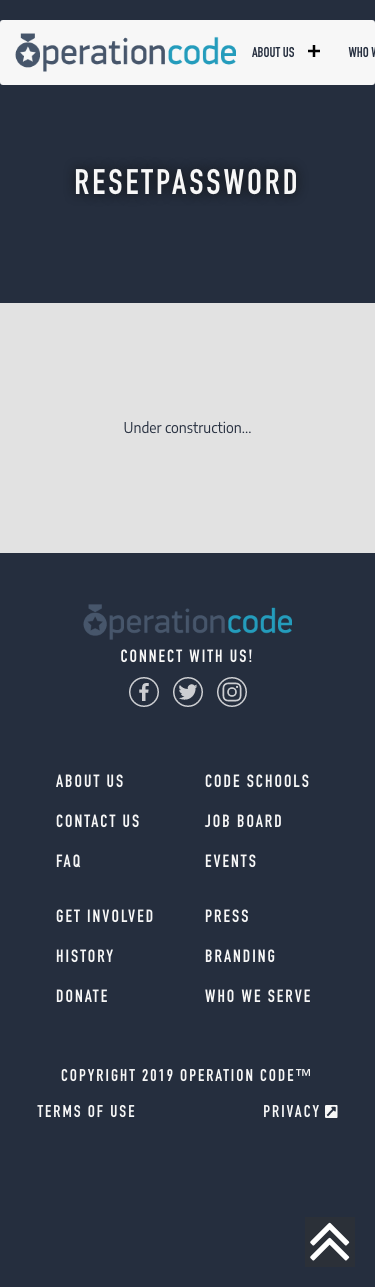 Operationcode
ABOUT US
WHO
RESETPASSWORD
Under construction...
Operationcode
CONNECT WITH US!
ABOUT US
CODE SCHOOLS
CONTACT US
JOB BOARD
FAQ
EVENTS
GET INVOLVED
PRESS
HISTORY
BRANDING
DONATE
WHO WE SERVE
COPYRIGHT 2019 OPERATION CODE™
TERMS OF USE
PRIVACY